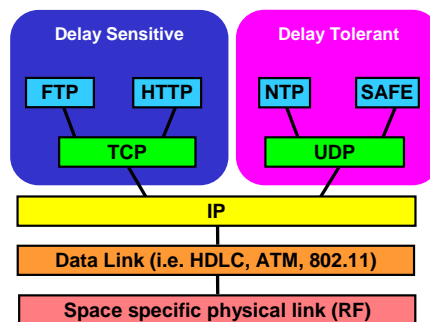 Delay Sensitive
Delay Tolerant
FTP
HTTP
NTP
SAFE
TCP
UDP
IP
Data Link (i.e. HDLC, ATM, 802.11)
Space specific physical link (RF)